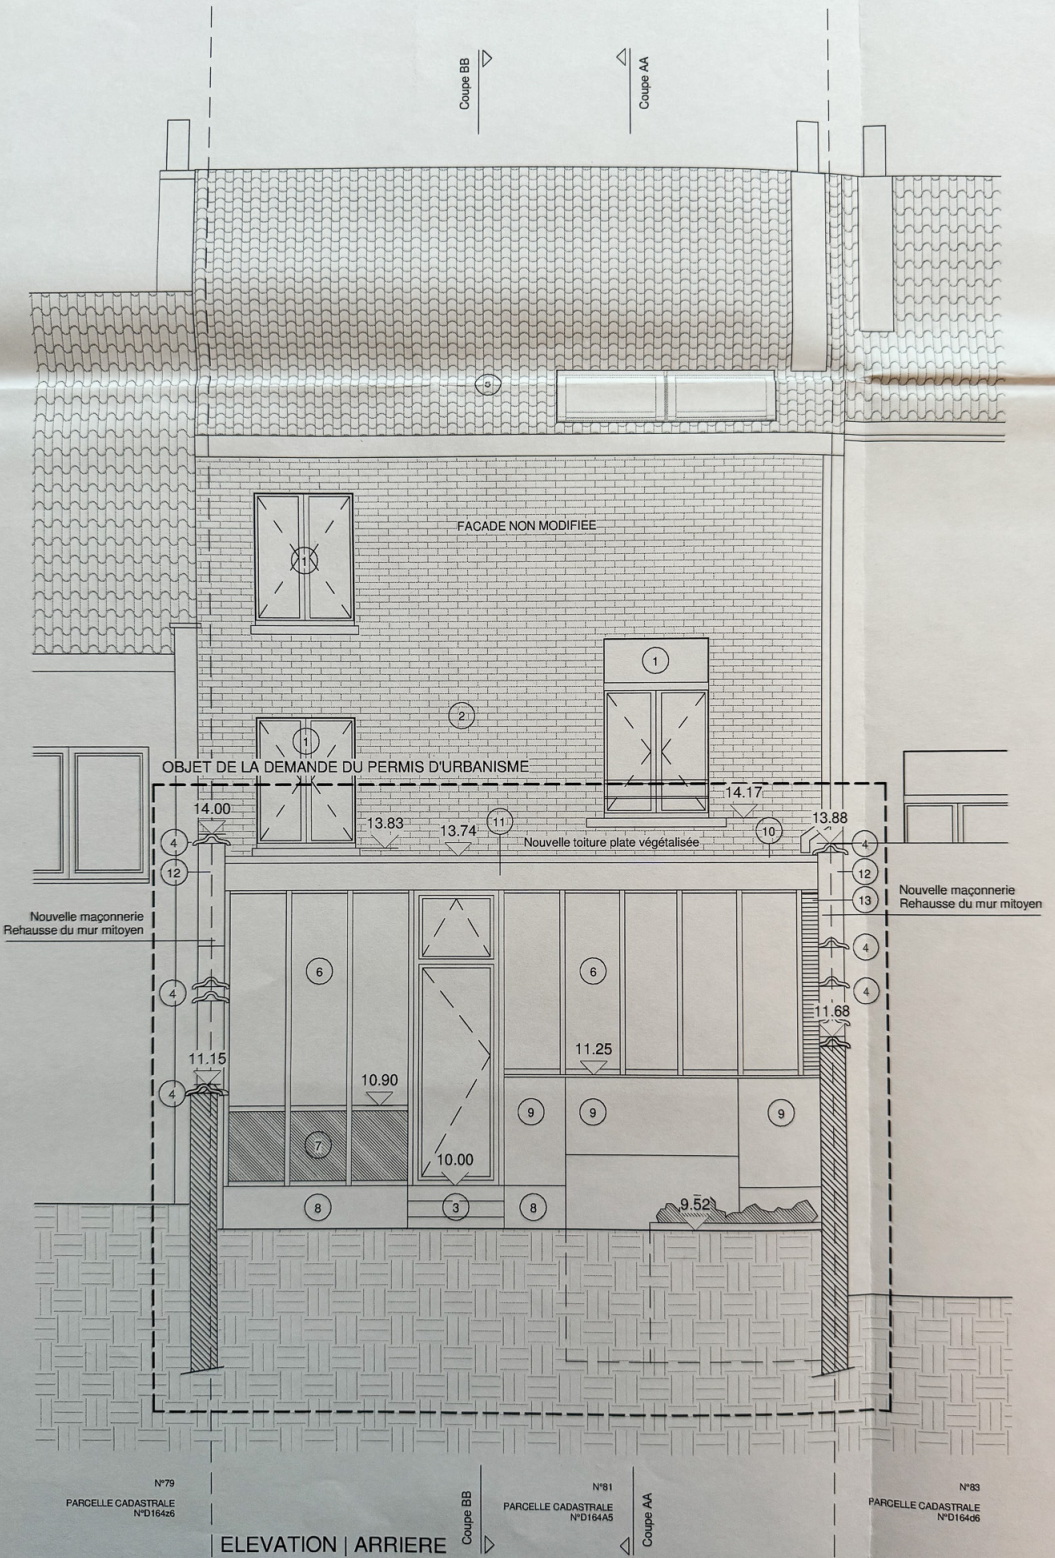 Coupe BB
Coupe AA
5
FACADE NON MODIFIEE
1
1
2
1
OBJET DE LA DEMANDE DU PERMIS D'URBANISME
14.00
13.83
13.74
11
14.17
10
13.88
Nouvelle toiture plate végétalisée
4
4
12
12
13
Nouvelle maçonnerie
Rehausse du mur mitoyen
Nouvelle maçonnerie
Rehausse du mur mitoyen
4
6
6
4
4
11.68
11.15
11.25
10.90
4
9
9
9
7
10.00
8
3
8
9.52
N°79
PARCELLE CADASTRALE
N°D164z6
Coupe BB
N°81
PARCELLE CADASTRALE
N°D164A5
Coupe AA
N°83
PARCELLE CADASTRALE
N°D164d6
ELEVATION | ARRIERE